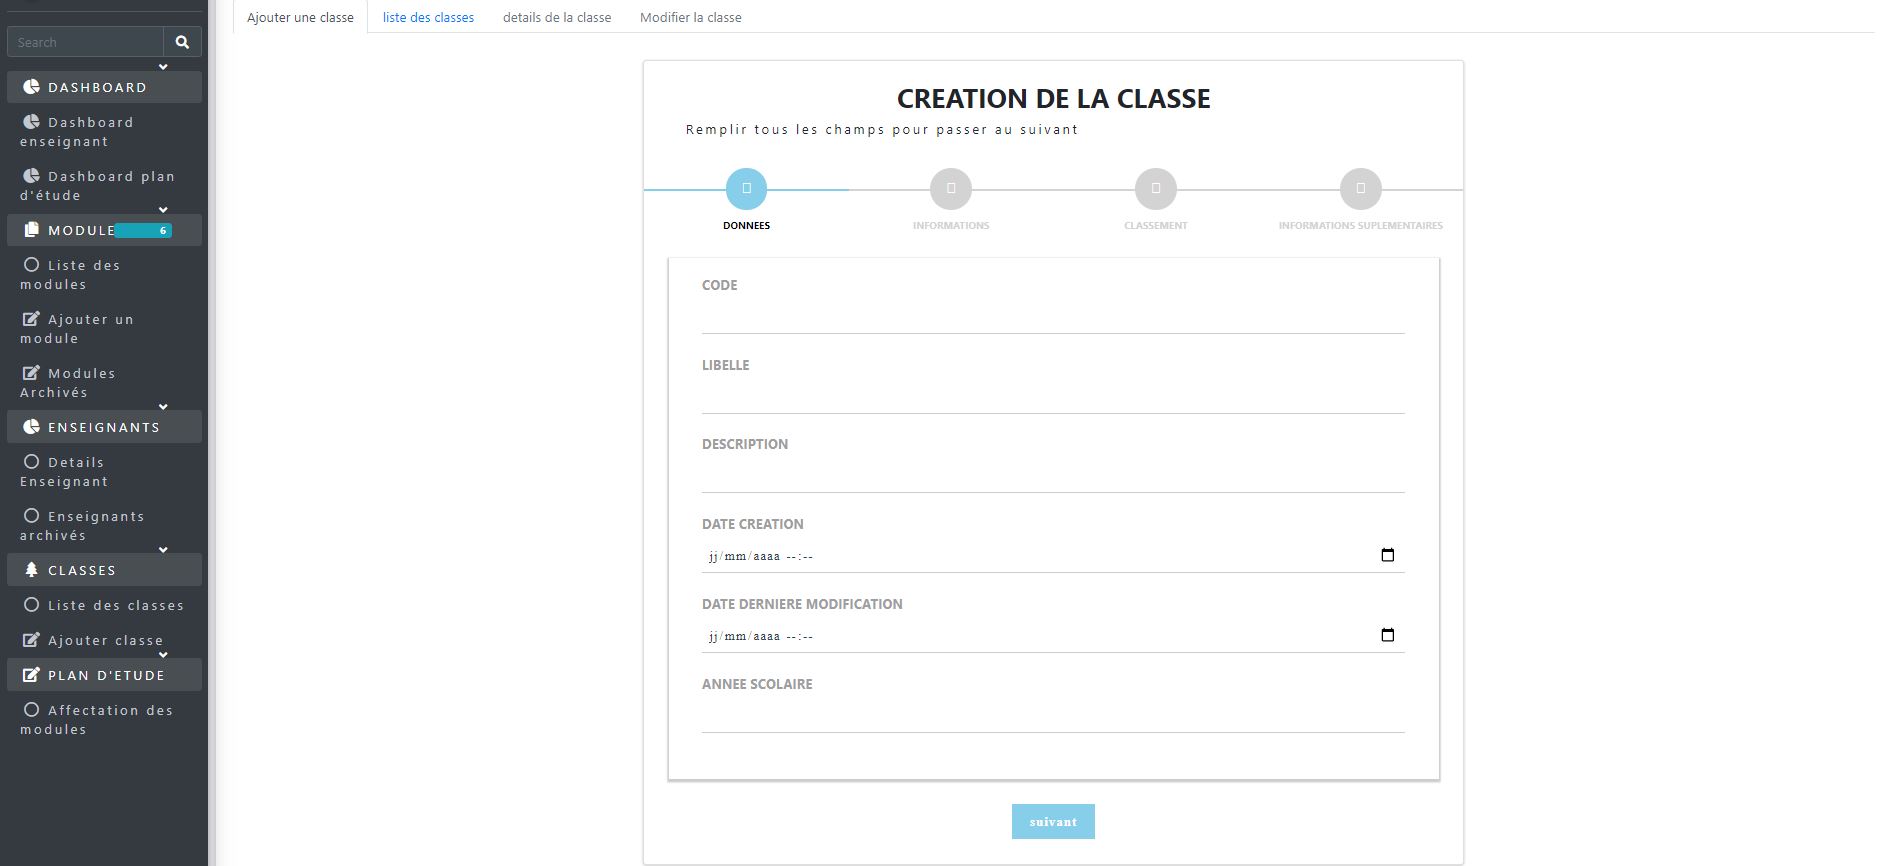 Ajouter une classe
liste des classes
details de la classe
Modifier la classe
Search
DASHBOARD
Dashboard
enseignant
Dashboard plan
d'étude
MODULE 6
Liste des
modules
Ajouter un
module
Modules
Archivés
ENSEIGNANTS
Details
Enseignant
Enseignants
archivés
CLASSES
Liste des classes
Ajouter classe
PLAN D'ETUDE
Affectation des
modules
CREATION DE LA CLASSE
Remplir tous les champs pour passer au suivant
DONNEES
INFORMATIONS
CLASSEMENT
INFORMATIONS SUPLEMENTAIRES
CODE
LIBELLE
DESCRIPTION
DATE CREATION
jj/mm/aaaa --:--
DATE DERNIERE MODIFICATION
jj/mm/aaaa --:--
ANNEE SCOLAIRE
suivant